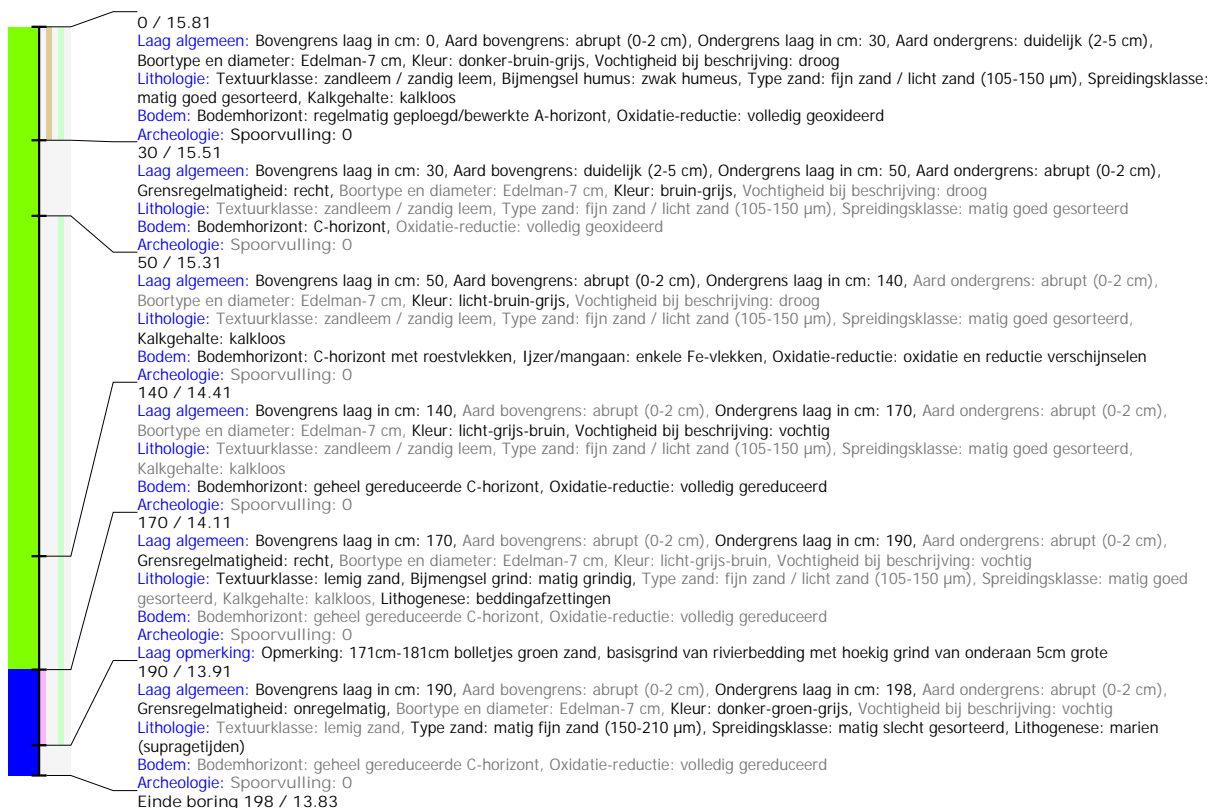 0 / 15.81
Laag algemeen: Bovengrens laag in cm: 0, Aard bovengrens: abrupt (0-2 cm), Ondergrens laag in cm: 30, Aard ondergrens: duidelijk (2-5 cm),
Boortype en diameter: Edelman-7 cm, Kleur: donker-bruin-grijs, Vochtigheid bij beschrijving: droog
Lithologie: Textuurklasse: zandleem / zandig leem, Bijmengsel humus: zwak humeus, Type zand: fijn zand / licht zand (105-150 µm), Spreidingsklasse:
matig goed gesorteerd, Kalkgehalte: kalkloos
Bodem: Bodemhorizont: regelmatig geploegd/bewerkte A-horizont, Oxidatie-reductie: volledig geoxideerd
Archeologie: Spoorvulling: 0
30 / 15.51
Laag algemeen: Bovengrens laag in cm: 30, Aard bovengrens: duidelijk (2-5 cm), Ondergrens laag in cm: 50, Aard ondergrens: abrupt (0-2 cm),
Grensregelmatigheid: recht, Boortype en diameter: Edelman-7 cm, Kleur: bruin-grijs, Vochtigheid bij beschrijving: droog
Lithologie: Textuurklasse: zandleem / zandig leem, Type zand: fijn zand / licht zand (105-150 µm), Spreidingsklasse: matig goed gesorteerd
Bodem: Bodemhorizont: C-horizont, Oxidatie-reductie: volledig geoxideerd
Archeologie: Spoorvulling: 0
50 / 15.31
Laag algemeen: Bovengrens laag in cm: 50, Aard bovengrens: abrupt (0-2 cm), Ondergrens laag in cm: 140, Aard ondergrens: abrupt (0-2 cm),
Boortype en diameter: Edelman-7 cm, Kleur: licht-bruin-grijs, Vochtigheid bij beschrijving: droog
Lithologie: Textuurklasse: zandleem / zandig leem, Type zand: fijn zand / licht zand (105-150 µm), Spreidingsklasse: matig goed gesorteerd,
Kalkgehalte: kalkloos
Bodem: Bodemhorizont: C-horizont met roestvlekken, Ijzer/mangaan: enkele Fe-vlekken, Oxidatie-reductie: oxidatie en reductie verschijnselen
Archeologie: Spoorvulling: 0
140 / 14.41
Laag algemeen: Bovengrens laag in cm: 140, Aard bovengrens: abrupt (0-2 cm), Ondergrens laag in cm: 170, Aard ondergrens: abrupt (0-2 cm),
Boortype en diameter: Edelman-7 cm, Kleur: licht-grijs-bruin, Vochtigheid bij beschrijving: vochtig
Lithologie: Textuurklasse: zandleem / zandig leem, Type zand: fijn zand / licht zand (105-150 µm), Spreidingsklasse: matig goed gesorteerd,
Kalkgehalte: kalkloos
Bodem: Bodemhorizont: geheel gereduceerde C-horizont, Oxidatie-reductie: volledig gereduceerd
Archeologie: Spoorvulling: 0
170 / 14.11
Laag algemeen: Bovengrens laag in cm: 170, Aard bovengrens: abrupt (0-2 cm), Ondergrens laag in cm: 190, Aard ondergrens: abrupt (0-2 cm),
Grensregelmatigheid: recht, Boortype en diameter: Edelman-7 cm, Kleur: licht-grijs-bruin, Vochtigheid bij beschrijving: vochtig
Lithologie: Textuurklasse: lemig zand, Bijmengsel grind: matig grindig, Type zand: fijn zand / licht zand (105-150 µm), Spreidingsklasse: matig goed
gesorteerd, Kalkgehalte: kalkloos, Lithogenese: beddingafzettingen
Bodem: Bodemhorizont: geheel gereduceerde C-horizont, Oxidatie-reductie: volledig gereduceerd
Archeologie: Spoorvulling: 0
Laag opmerking: Opmerking: 171cm-181cm bolletjes groen zand, basisgrind van rivierbedding met hoekig grind van onderaan 5cm grote
190 / 13.91
Laag algemeen: Bovengrens laag in cm: 190, Aard bovengrens: abrupt (0-2 cm), Ondergrens laag in cm: 198, Aard ondergrens: abrupt (0-2 cm),
Grensregelmatigheid: onregelmatig, Boortype en diameter: Edelman-7 cm, Kleur: donker-groen-grijs, Vochtigheid bij beschrijving: vochtig
Lithologie: Textuurklasse: lemig zand, Type zand: matig fijn zand (150-210 µm), Spreidingsklasse: matig slecht gesorteerd, Lithogenese: marien
(supragetijden)
Bodem: Bodemhorizont: geheel gereduceerde C-horizont, Oxidatie-reductie: volledig gereduceerd
Archeologie: Spoorvulling: 0
Einde boring 198 / 13.83